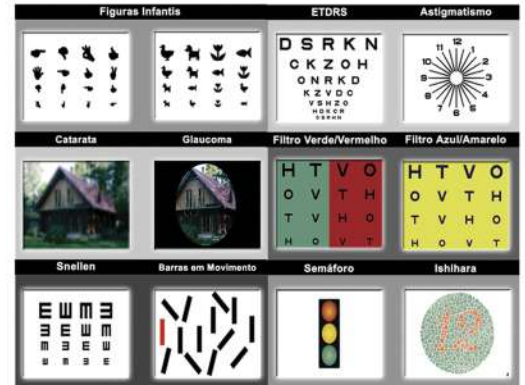 Figuras Infantis
ETDRS
Astigmatismo
D S R K N
C K Z O H
O N R K D
K Z V D C
V S H Z O
H D K C R
12
11 1
10 2
9 3
8 4
7 5
6
Catarata
Glaucoma
Filtro Verde/Vermelho
Filtro Azul/Amarelo
H T V O
O V T H
T V H O
H O V T
H T V O
O V T H
T V H O
H O V T
Snellen
Barras em Movimento
Semáforo
Ishihara
E Ш E m
12